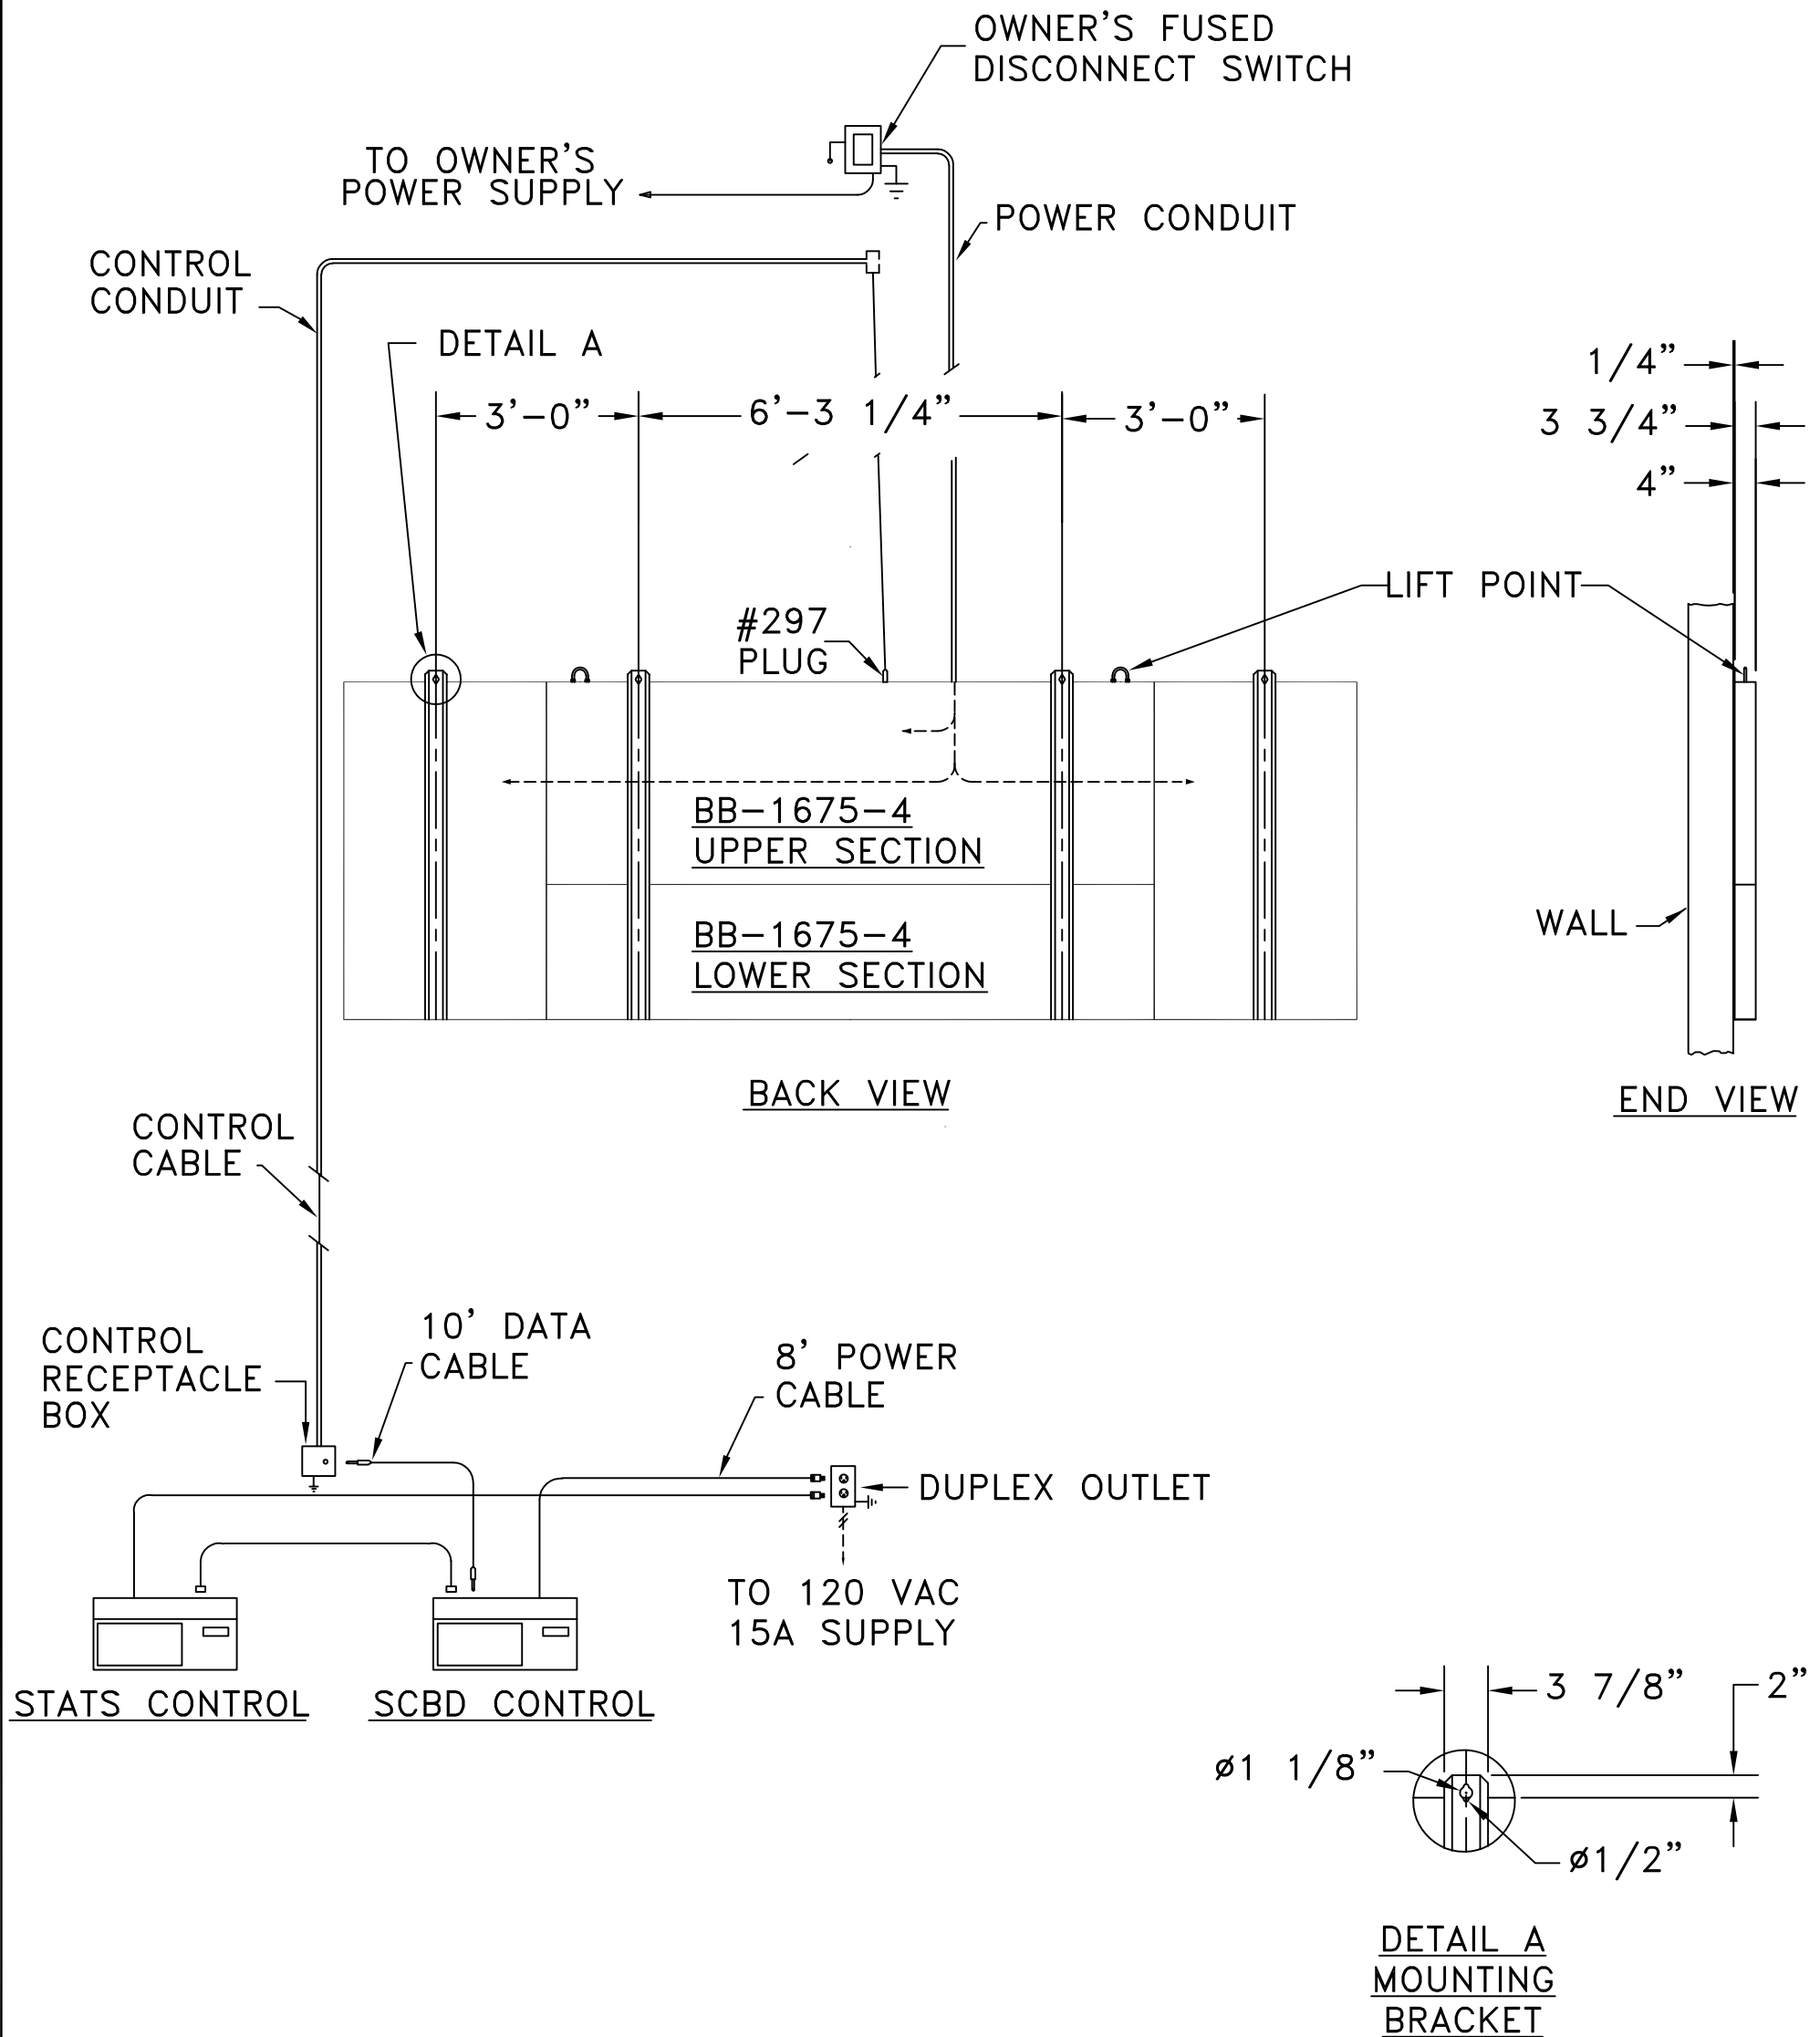 OWNER'S FUSED
DISCONNECT SWITCH
TO OWNER'S
POWER SUPPLY
POWER CONDUIT
CONTROL
CONDUIT
DETAIL A
3'-0"
6'-3 1/4"
3'-0"
1/4"
3 3/4"
4"
LIFT POINT
#297
PLUG
BB-1675-4
UPPER SECTION
BB-1675-4
LOWER SECTION
WALL
BACK VIEW
END VIEW
CONTROL
CABLE
CONTROL
RECEPTACLE
BOX
10' DATA
CABLE
8' POWER
CABLE
DUPLEX OUTLET
TO 120 VAC
15A SUPPLY
STATS CONTROL
SCBD CONTROL
3 7/8"
2"
ø1 1/8"
ø1/2"
DETAIL A
MOUNTING
BRACKET